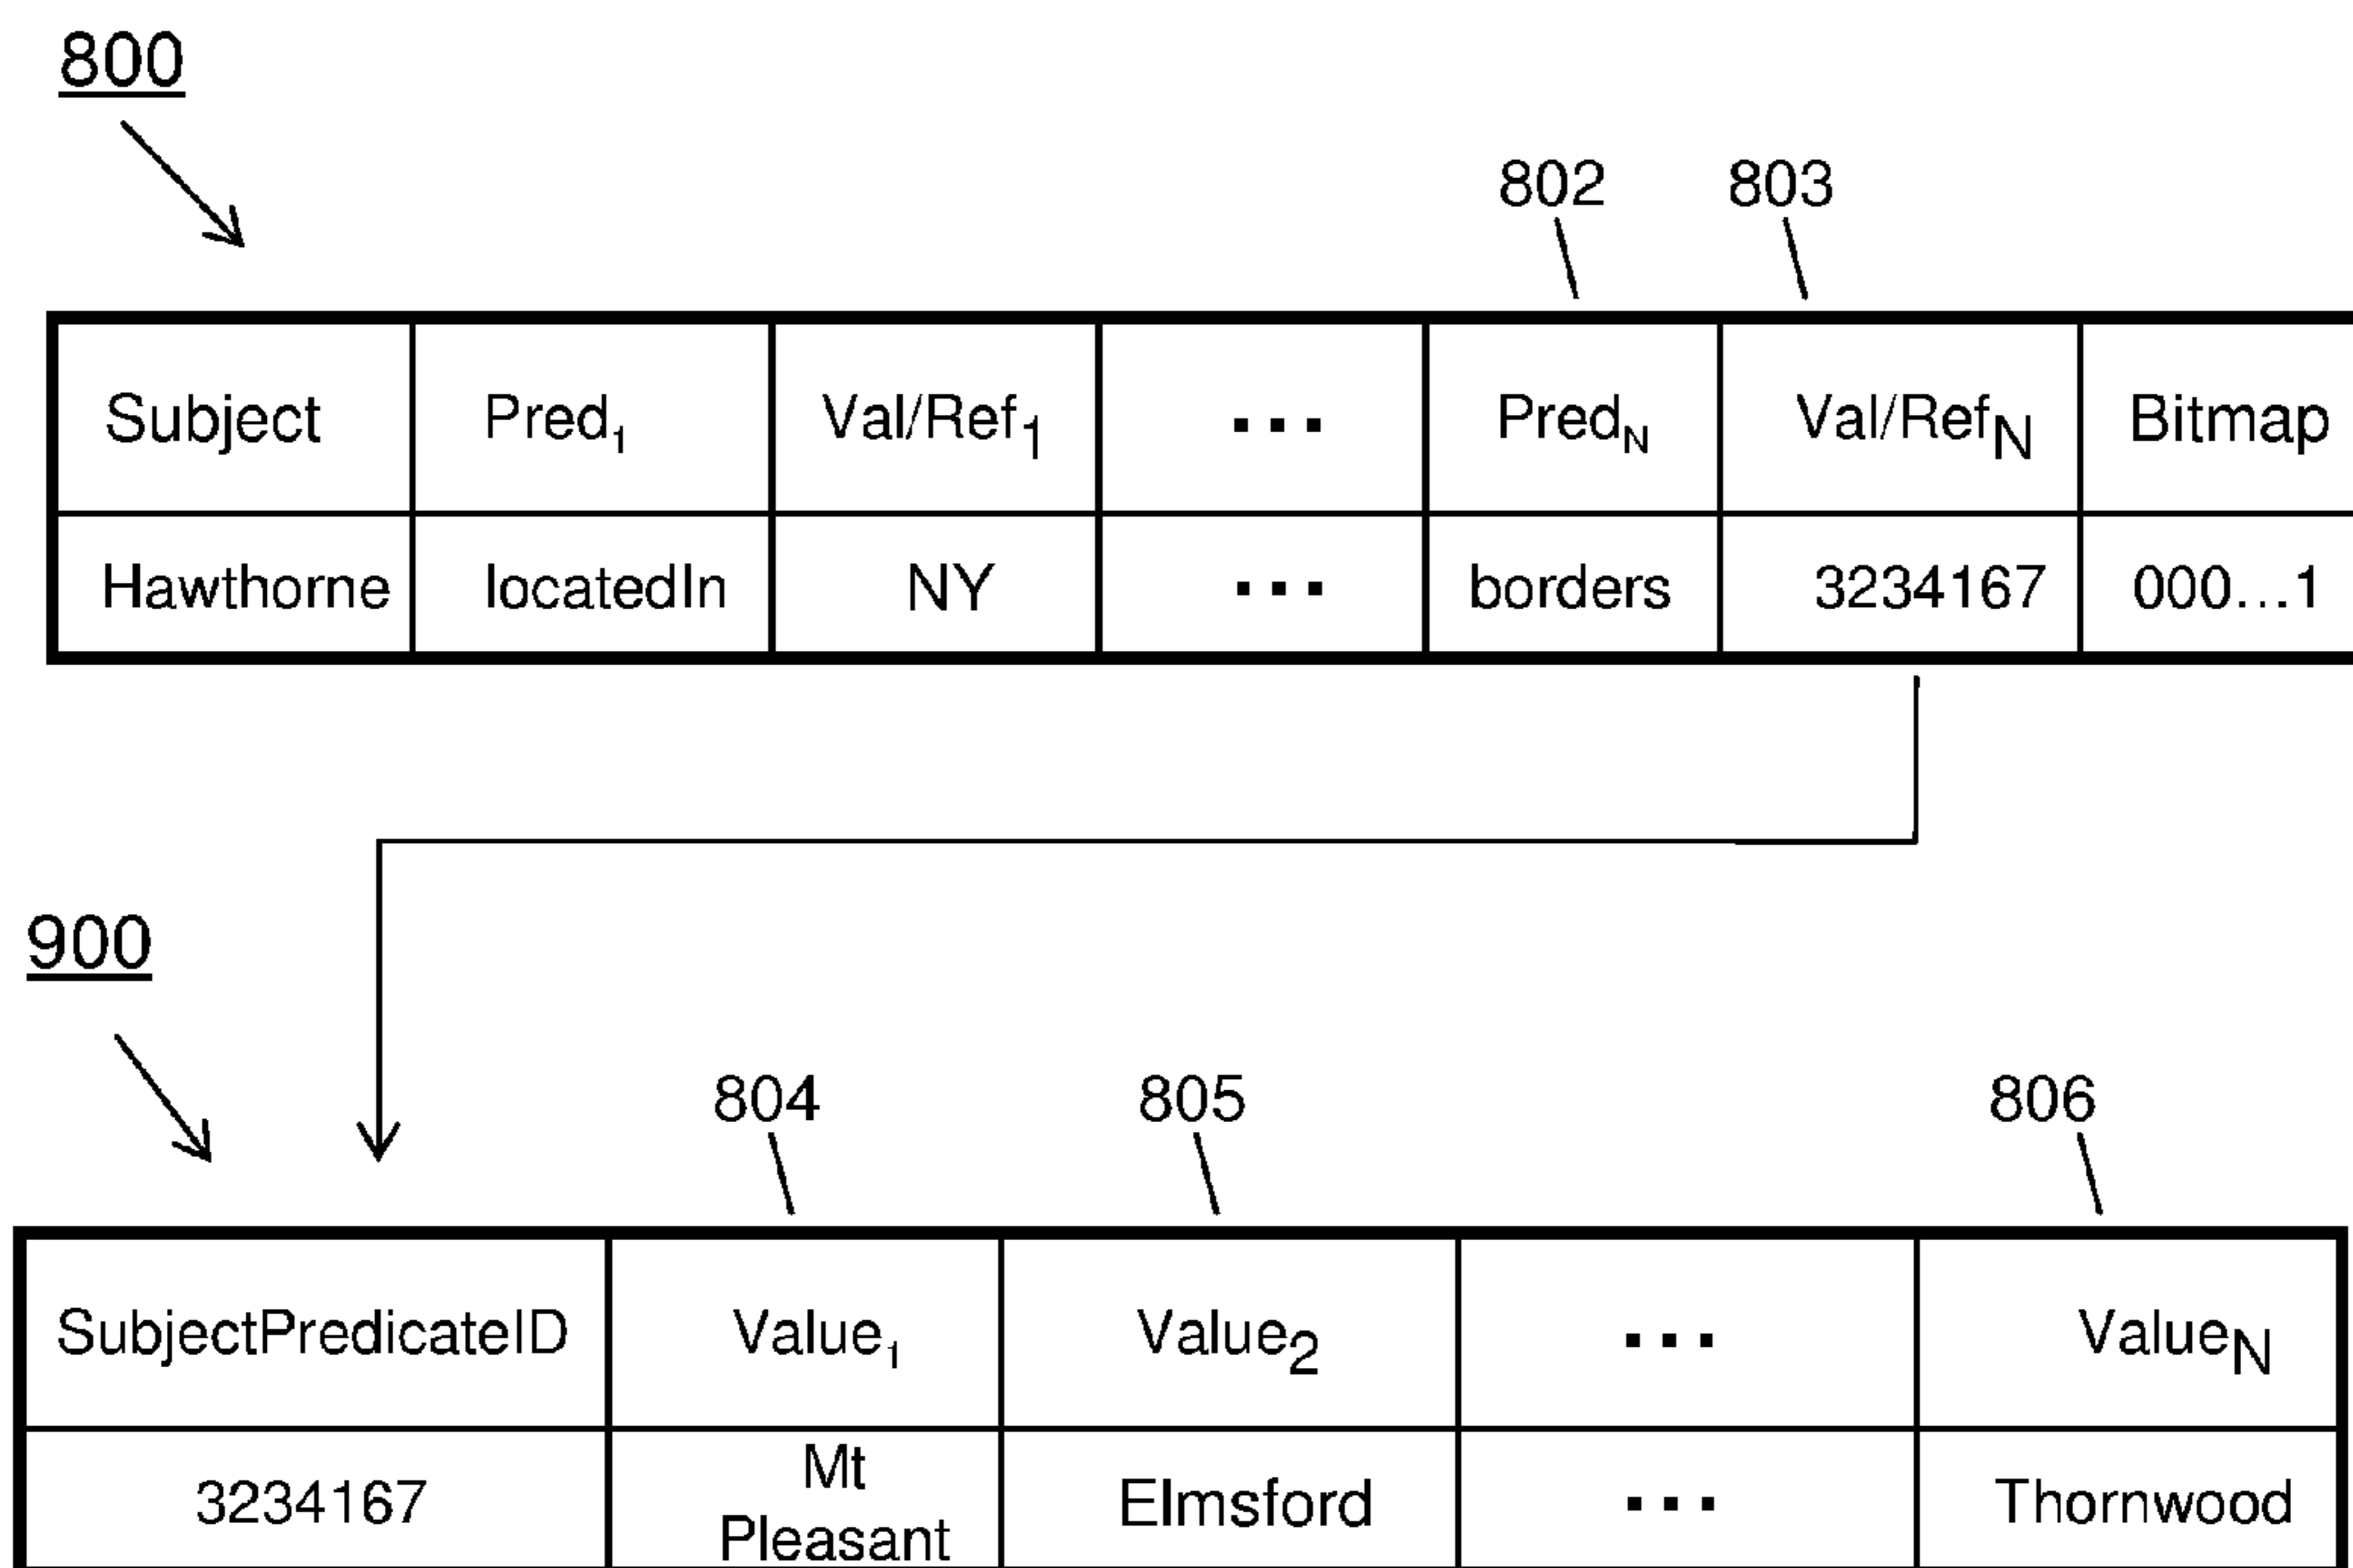 800
802 803
Subject Pred₁ Val/Ref₁ ... Predₙ Val/Refₙ Bitmap
Hawthorne locatedIn NY ... borders 3234167 000...1
900
804 805 806
SubjectPredicateID Value₁ Value₂ ... Valueₙ
3234167 Mt Pleasant Elmsford ... Thornwood